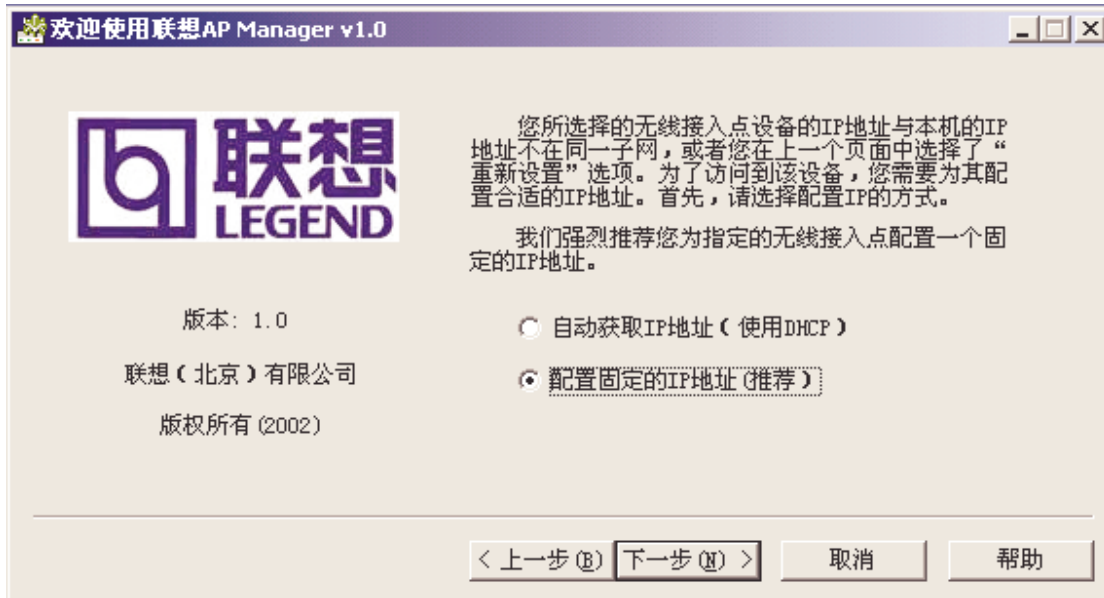 欢迎使用联想AP Manager v1.0
联想
LEGEND
版本: 1.0
联想(北京)有限公司
版权所有(2002)
您所选择的无线接入点设备的IP地址与本机的IP
地址不在同一子网,或者您在上一个页面中选择了“
重新设置”选项。为了访问到该设备,您需要为其配
置合适的IP地址。首先,请选择配置IP的方式。
我们强烈推荐您为指定的无线接入点配置一个固
定的IP地址。
自动获取IP地址(使用DHCP)
配置固定的IP地址(推荐)
< 上一步(B)
下一步(N) >
取消
帮助